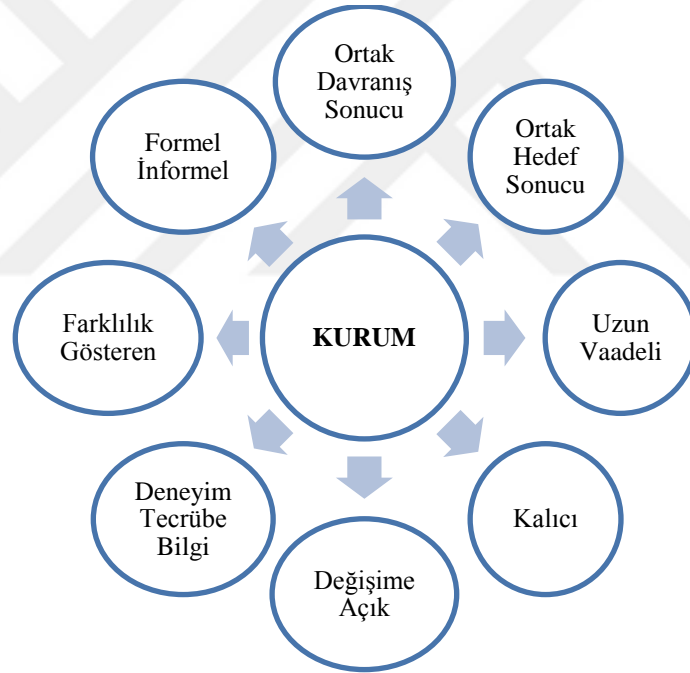 Ortak
Davranış
Sonucu
Ortak
Hedef
Sonucu
Uzun
Vaadeli
Kalıcı
Değişime
Açık
Deneyim
Tecrübe
Bilgi
Farklılık
Gösteren
Formel
İnformel
KURUM